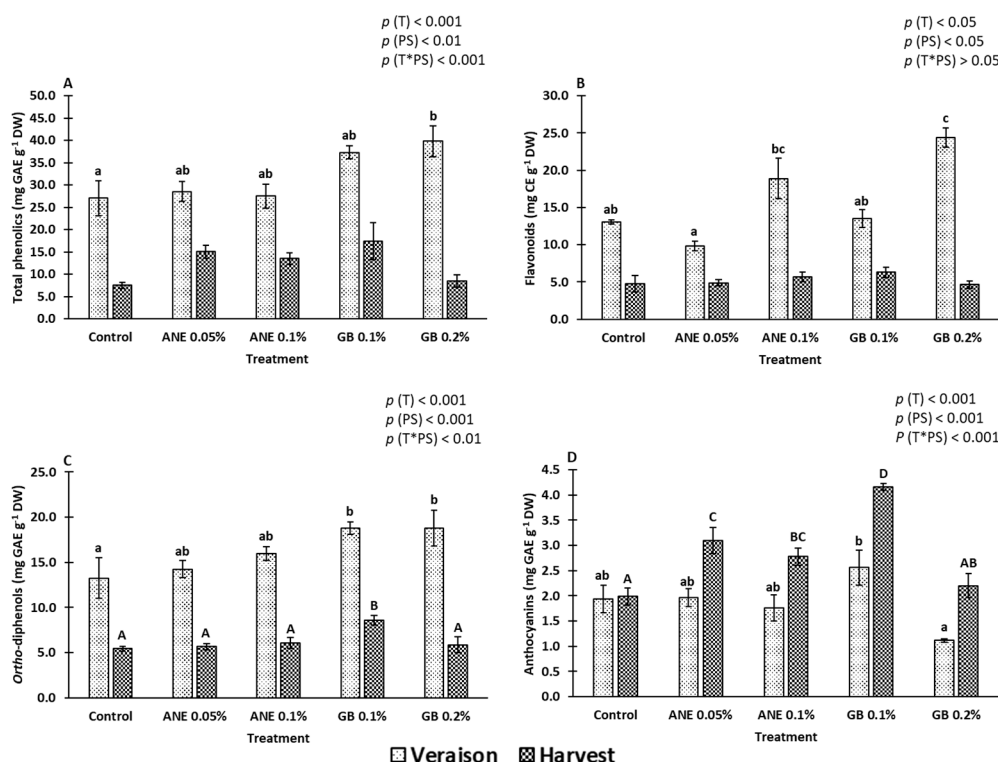 p (T) < 0.001
p (PS) < 0.01
p (T*PS) < 0.001
A
Total phenolics (mg GAE g-1 DW)
50.0
45.0
40.0
35.0
30.0
25.0
20.0
15.0
10.0
5.0
0.0
a
ab
ab
ab
b
Control
ANE 0.05%
ANE 0.1%
GB 0.1%
GB 0.2%
Treatment
p (T) < 0.05
p (PS) < 0.05
p (T*PS) > 0.05
B
Flavonoids (mg CE g-1 DW)
30.0
25.0
20.0
15.0
10.0
5.0
0.0
ab
a
bc
ab
c
Control
ANE 0.05%
ANE 0.1%
GB 0.1%
GB 0.2%
Treatment
p (T) < 0.001
p (PS) < 0.001
p (T*PS) < 0.01
C
Ortho-diphenols (mg GAE g-1 DW)
25.0
20.0
15.0
10.0
5.0
0.0
a
A
ab
A
ab
A
b
B
b
A
Control
ANE 0.05%
ANE 0.1%
GB 0.1%
GB 0.2%
Treatment
p (T) < 0.001
p (PS) < 0.001
P (T*PS) < 0.001
D
Anthocyanins (mg GAE g-1 DW)
4.5
4.0
3.5
3.0
2.5
2.0
1.5
1.0
0.5
0.0
ab
A
ab
C
ab
BC
b
D
a
AB
Control
ANE 0.05%
ANE 0.1%
GB 0.1%
GB 0.2%
Treatment
Veraison
Harvest